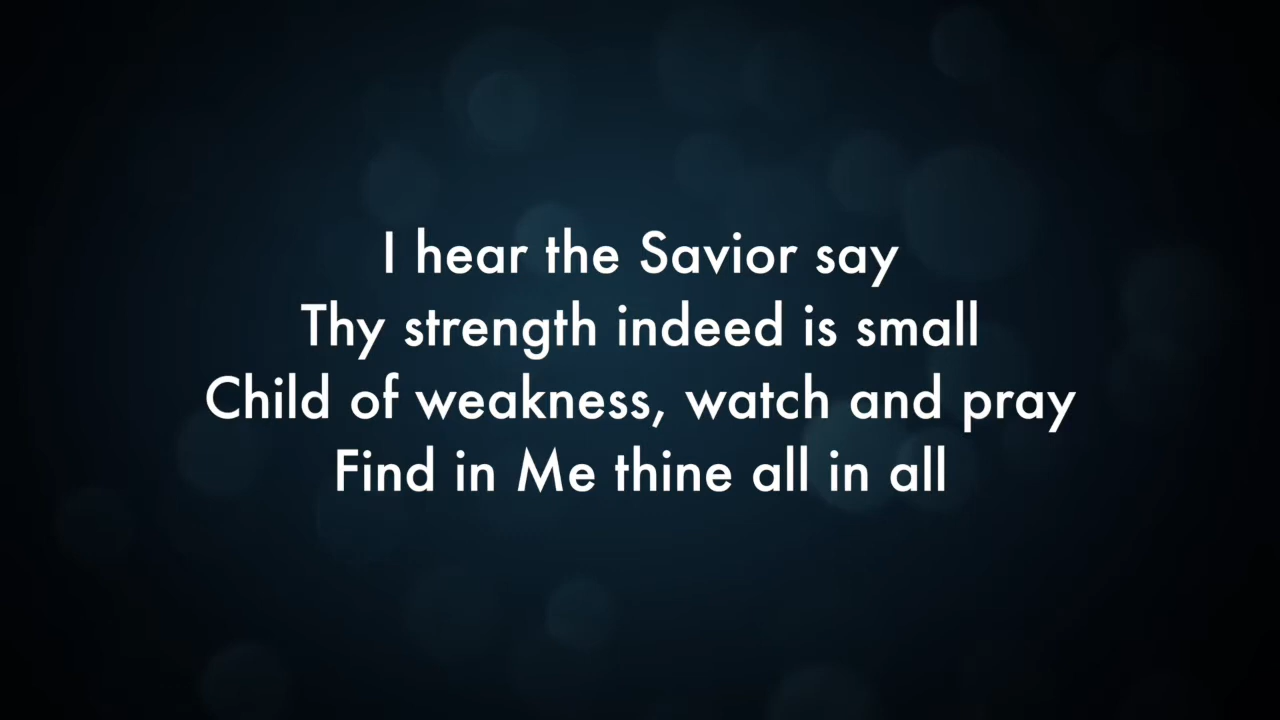 I hear the Savior say
Thy strength indeed is small
Child of weakness, watch and pray
Find in Me thine all in all